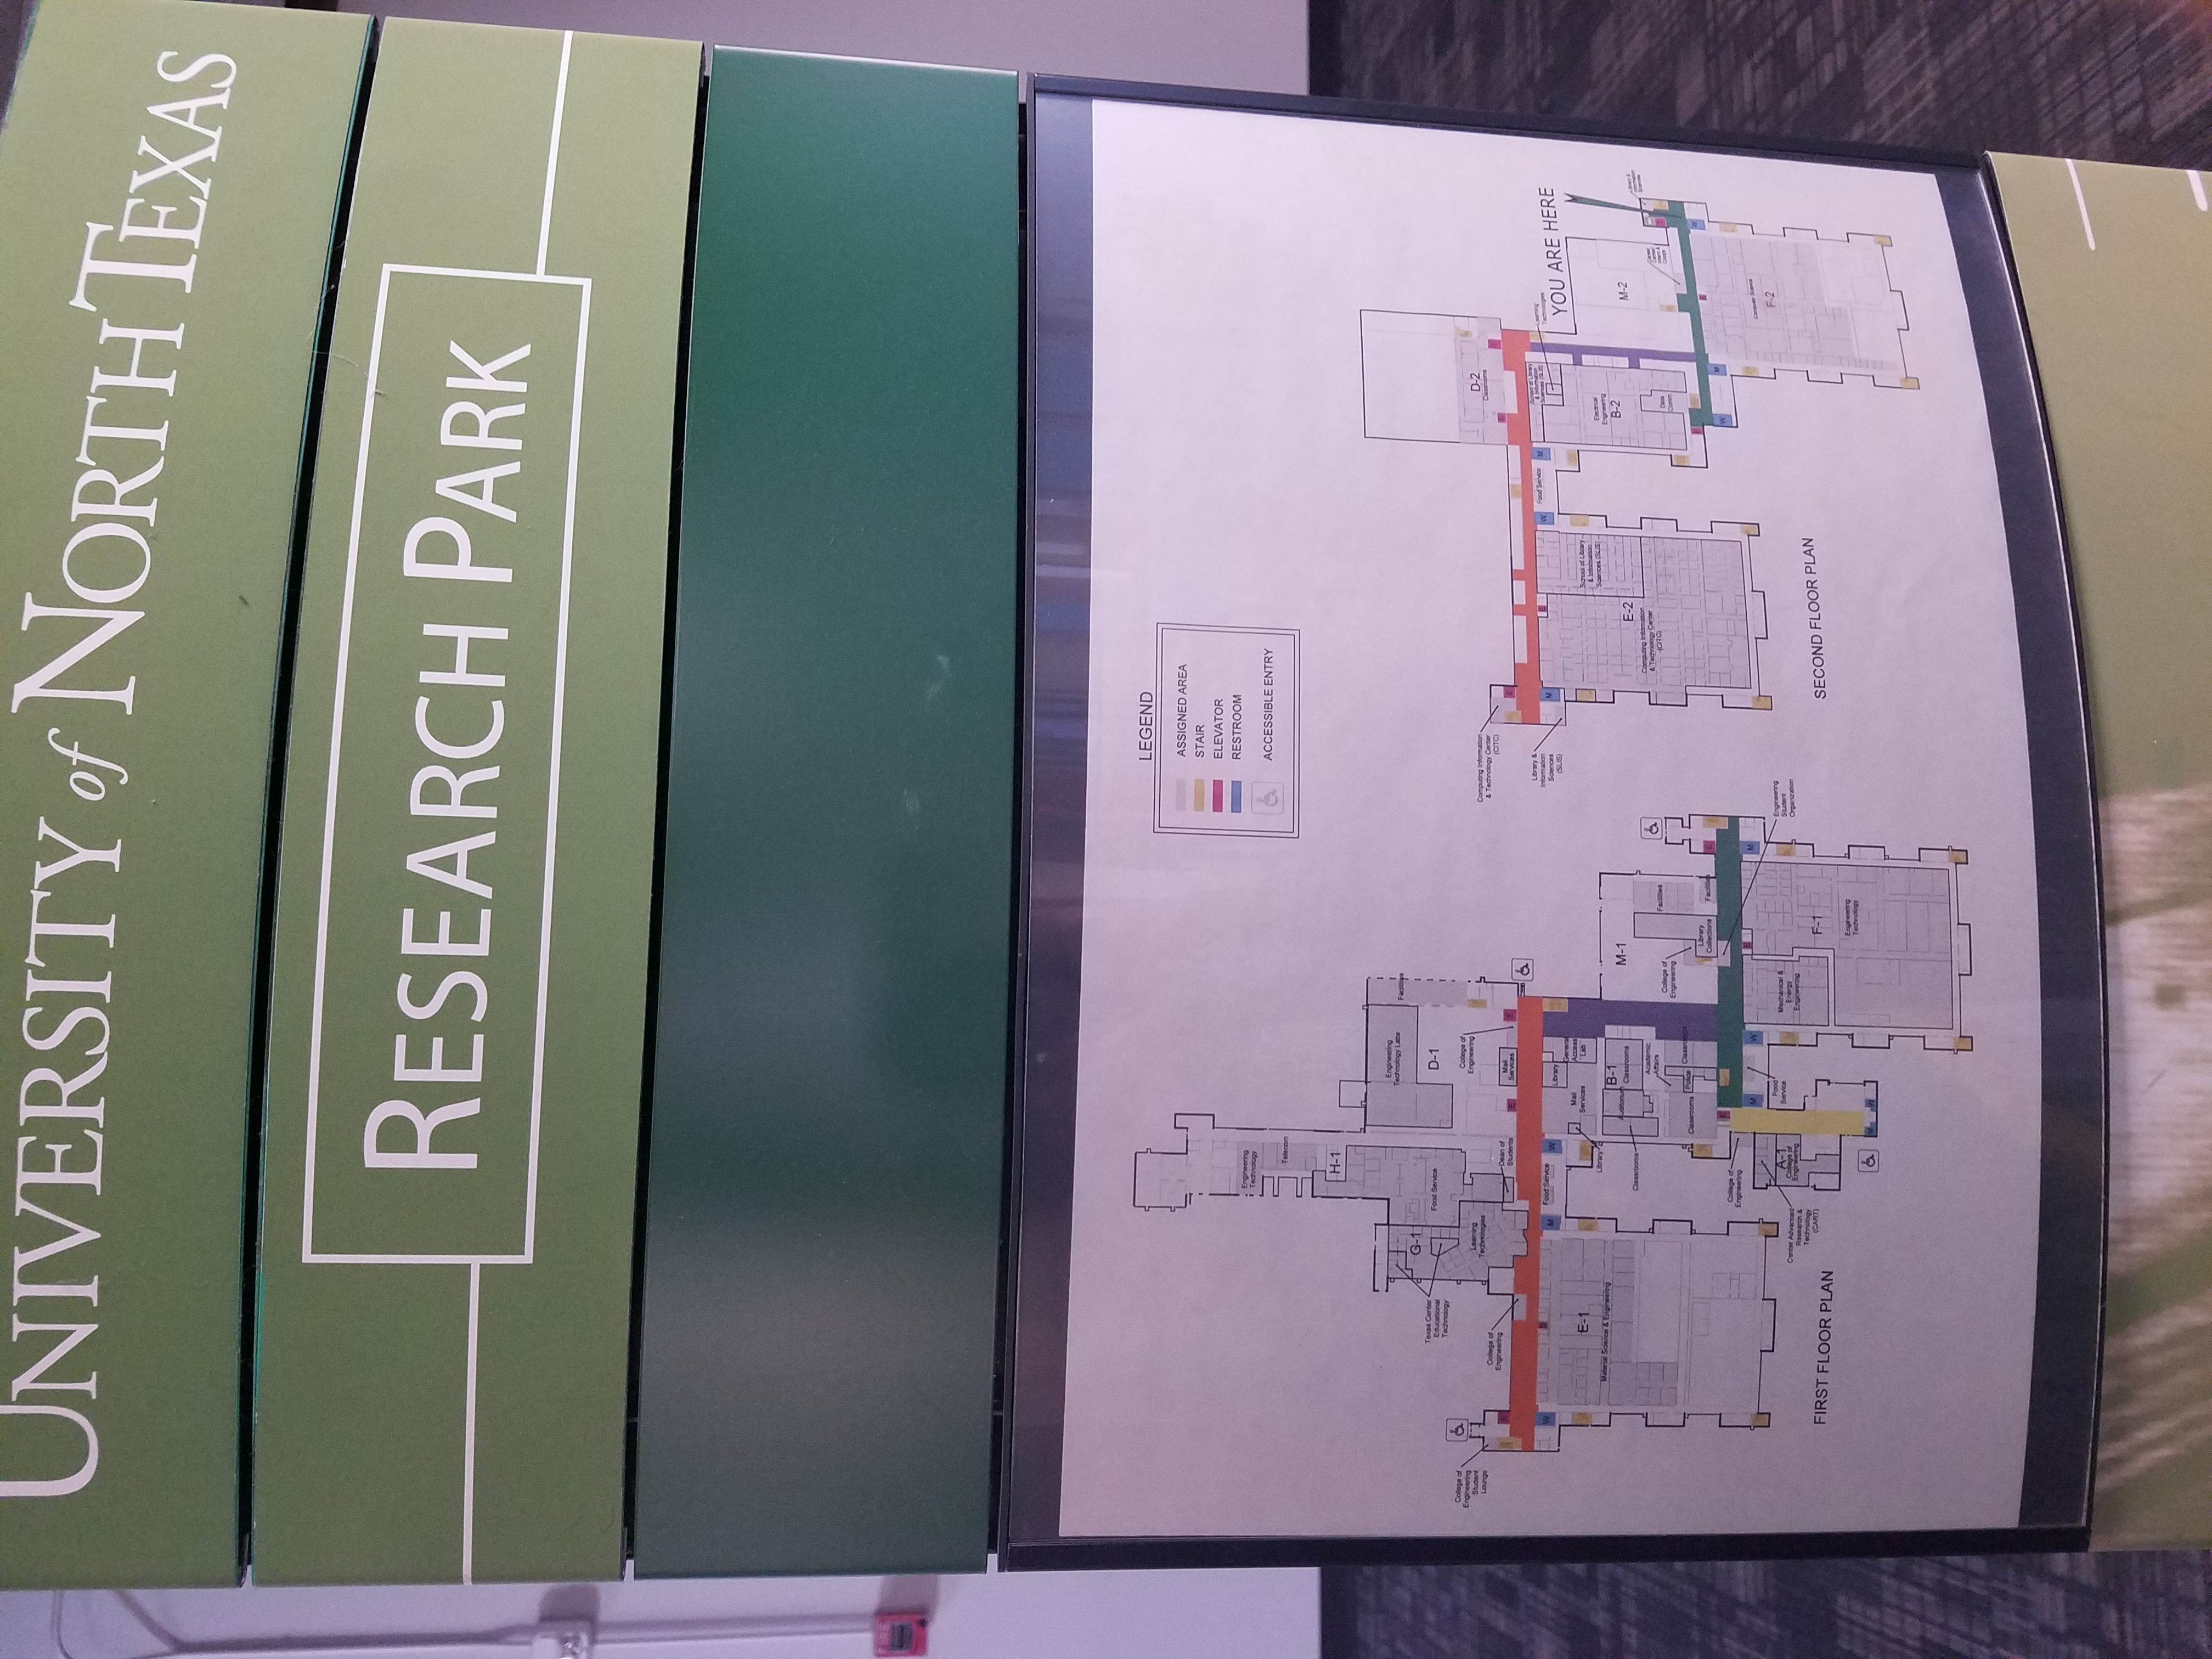 UNIVERSITY of NORTH TEXAS
RESEARCH PARK
LEGEND
ASSIGNED AREA
STAIR
ELEVATOR
RESTROOM
ACCESSIBLE ENTRY
Engineering
Technology
Telecom
H-1
Engineering
Technology Labs
Facilities
G-1
Texas Center
Educational
Technology
Food Service
D-1
College of
Engineering
Student
Lounge
Learning
Technologies
College of
Engineering
College of
Engineering
Dean of
Students
Mail
Services
E
E
E
W
M
Food Service
W
E-1
Material Science & Engineering
Library
General
Access
Lab
Mail
Services
Library
B-1
Auditorium
Classrooms
Classrooms
Academic
Affairs
Classrooms
Police
Classrooms
M-1
Facilities
College of
Engineering
Library
Collections
Facilities
College of
Engineering
M
W
M
Food
Service
Center Advanced
Research &
Technology
(CART)
A-1
College of
Engineering
Mechanical &
Energy
Engineering
Engineering
Student
Organization
F-1
Engineering
Technology
M
W
FIRST FLOOR PLAN
D-2
Classrooms
Computing Information
& Technology Center
(CITC)
Library &
Information
Sciences
(SLIS)
M
W
Food Service
M
School of Library
& Information
Sciences (SLIS)
Learning
Technologies
YOU ARE HERE
School of Library
& Information
Sciences (SLIS)
E-2
Computing Information
& Technology Center
(CITC)
Electrical
Engineering
B-2
Data
Comm
M-2
Library &
Information
Sciences
W
M
W
Computer Science
F-2
SECOND FLOOR PLAN